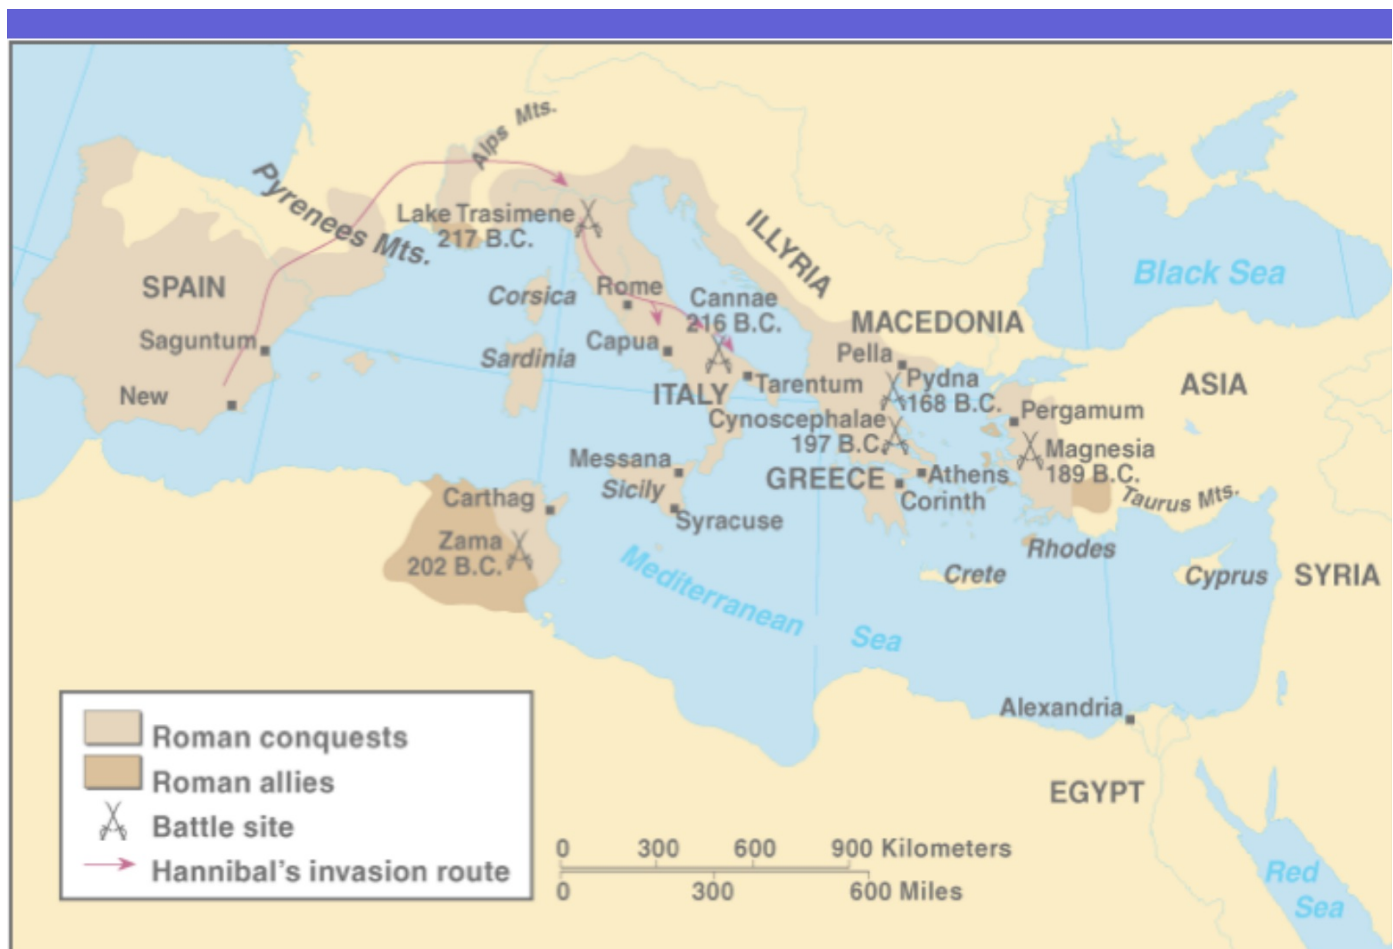 Alps Mts.
Pyrenees Mts.
Lake Trasimene
217 B.C.
ILLYRIA
Black Sea
SPAIN
Corsica
Rome
Cannae
216 B.C.
MACEDONIA
Saguntum
Sardinia
Capua
Pella
Pydna
168 B.C.
ASIA
New
ITALY
Tarentum
Cynoscephalae
197 B.C.
Pergamum
Magnesia
189 B.C.
Messana
Sicily
GREECE
Athens
Corinth
Taurus Mts.
Carthag
Syracuse
Zama
202 B.C.
Rhodes
Crete
Cyprus
SYRIA
Mediterranean
Sea
Alexandria
EGYPT
Red
Sea
Roman conquests
Roman allies
Battle site
Hannibal's invasion route
0 300 600 900 Kilometers
0 300 600 Miles